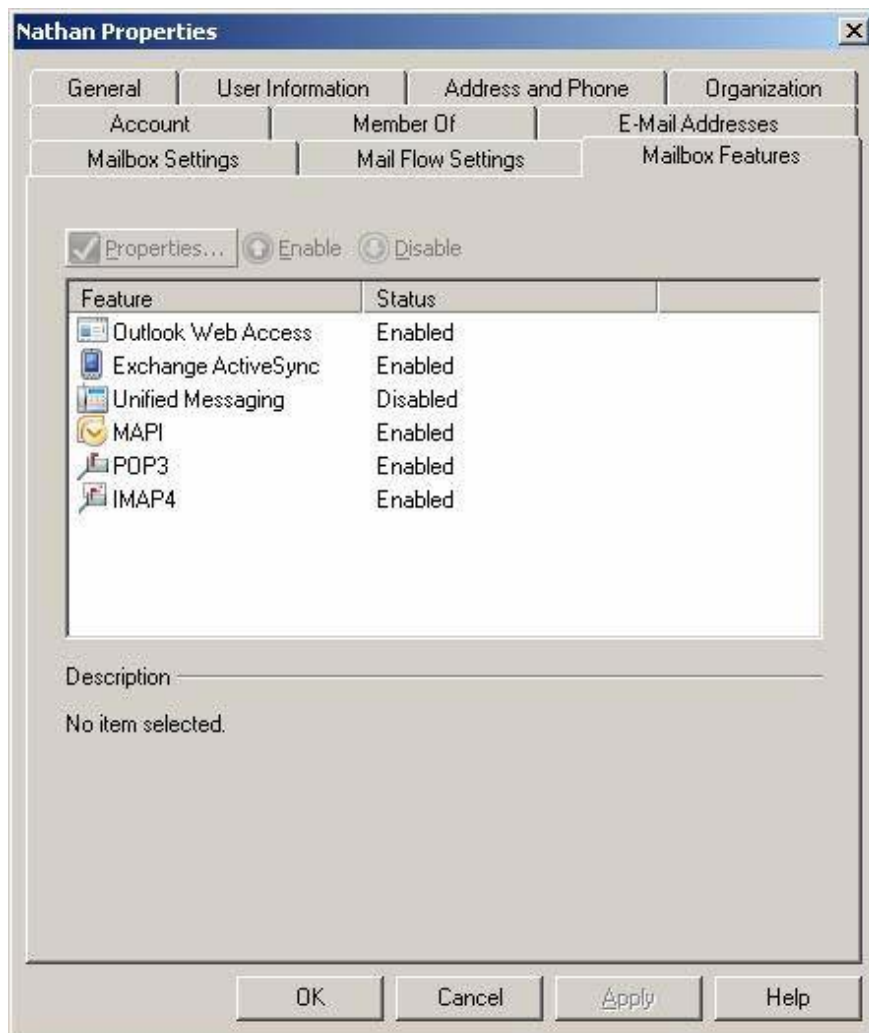 Nathan Properties
General User Information Address and Phone Organization
Account Member Of E-Mail Addresses
Mailbox Settings Mail Flow Settings Mailbox Features
Properties... Enable Disable
Feature Status
Outlook Web Access Enabled
Exchange ActiveSync Enabled
Unified Messaging Disabled
MAPI Enabled
POP3 Enabled
IMAP4 Enabled
Description
No item selected.
OK Cancel Apply Help